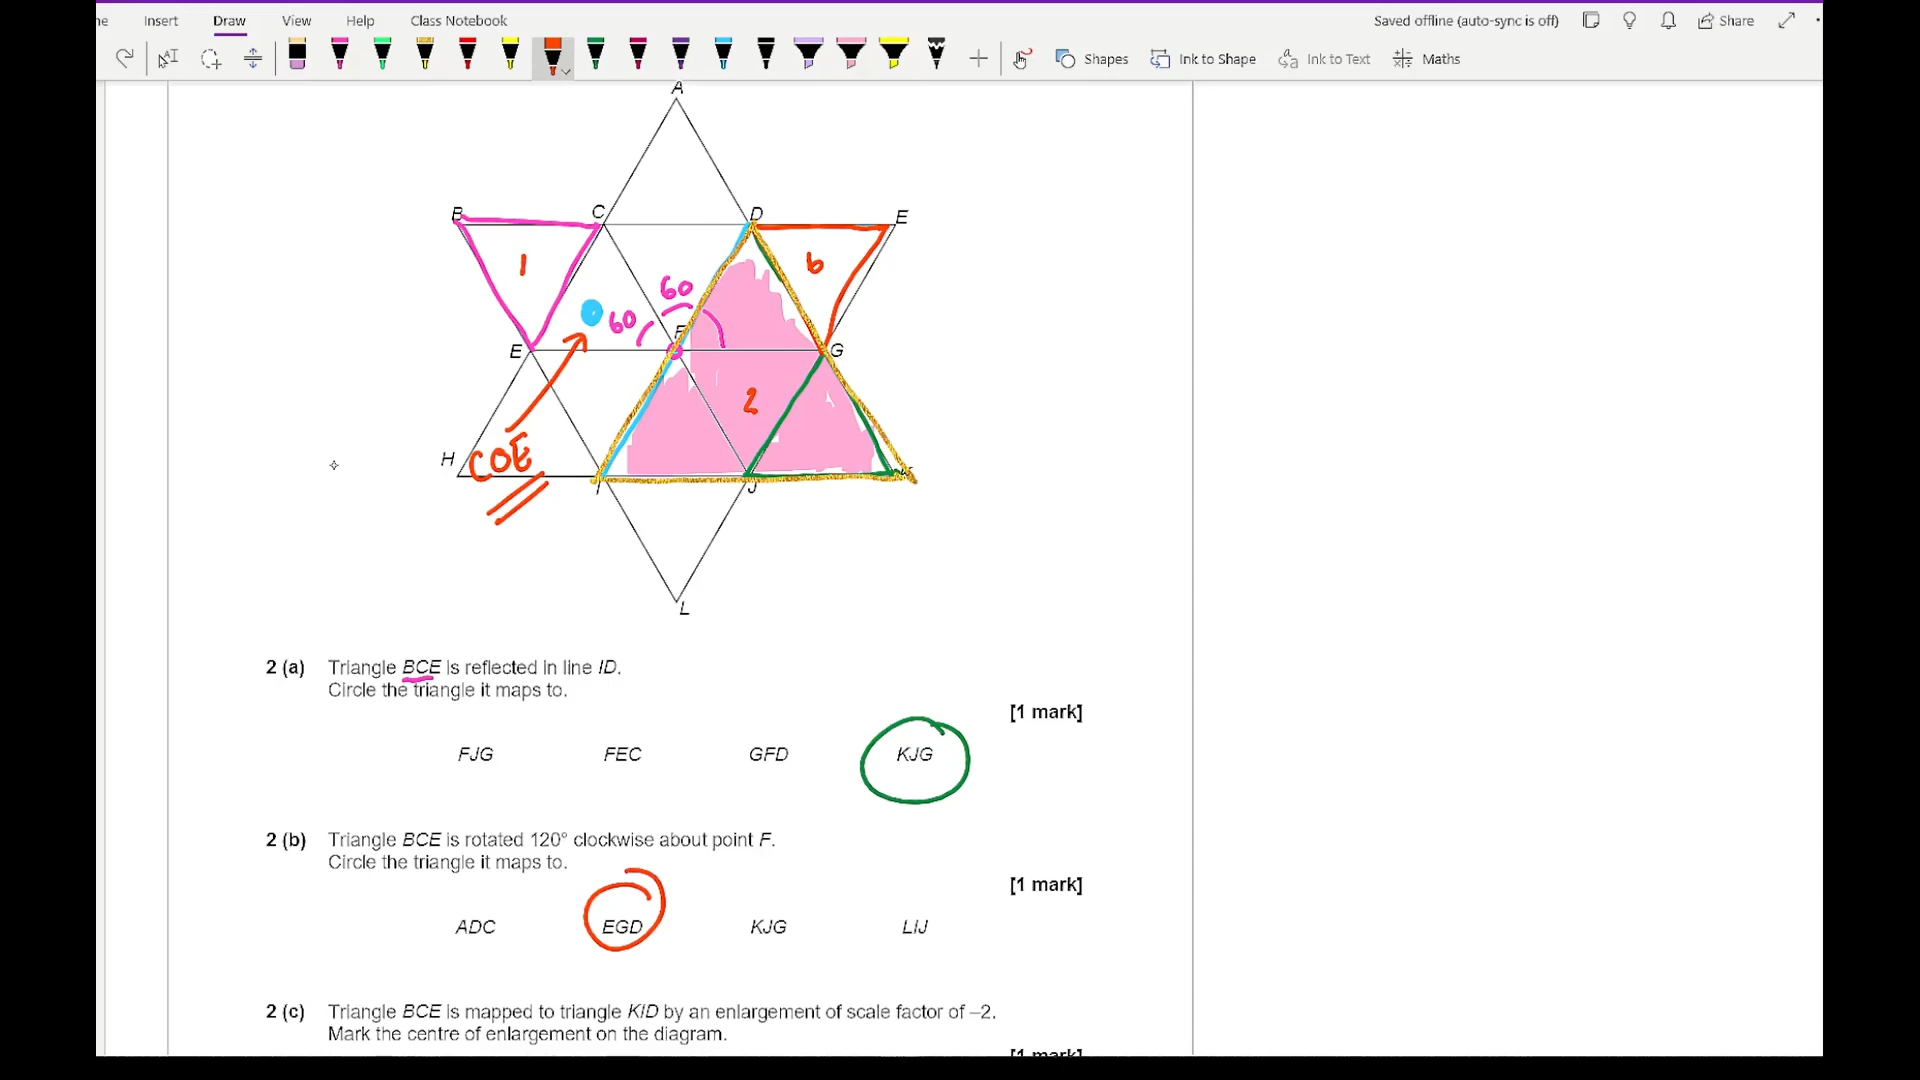 Insert Draw View Help Class Notebook Saved offline (auto-sync is off) Share
Shapes Ink to Shape Ink to Text Maths
A
B C D E
1 6
60
60 F
E G
2
H COE
I J
L
2 (a) Triangle BCE is reflected in line ID.
Circle the triangle it maps to.
[1 mark]
FJG FEC GFD KJG
2 (b) Triangle BCE is rotated 120° clockwise about point F.
Circle the triangle it maps to.
[1 mark]
ADC EGD KJG LIJ
2 (c) Triangle BCE is mapped to triangle KID by an enlargement of scale factor of –2.
Mark the centre of enlargement on the diagram.
[1 mark]